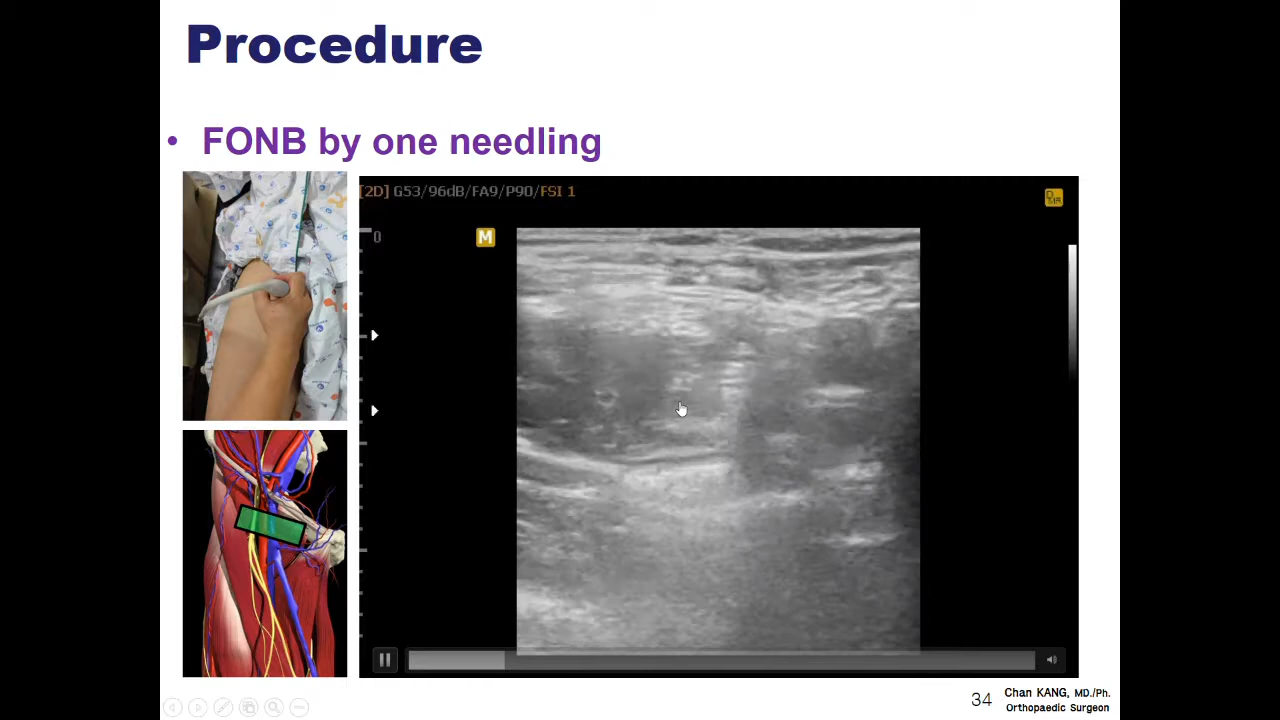 Procedure
• FONB by one needling
[2D] G53/96dB/FA9/P90/FSI 1
0
M
34
Chan KANG, MD./Ph.
Orthopaedic Surgeon